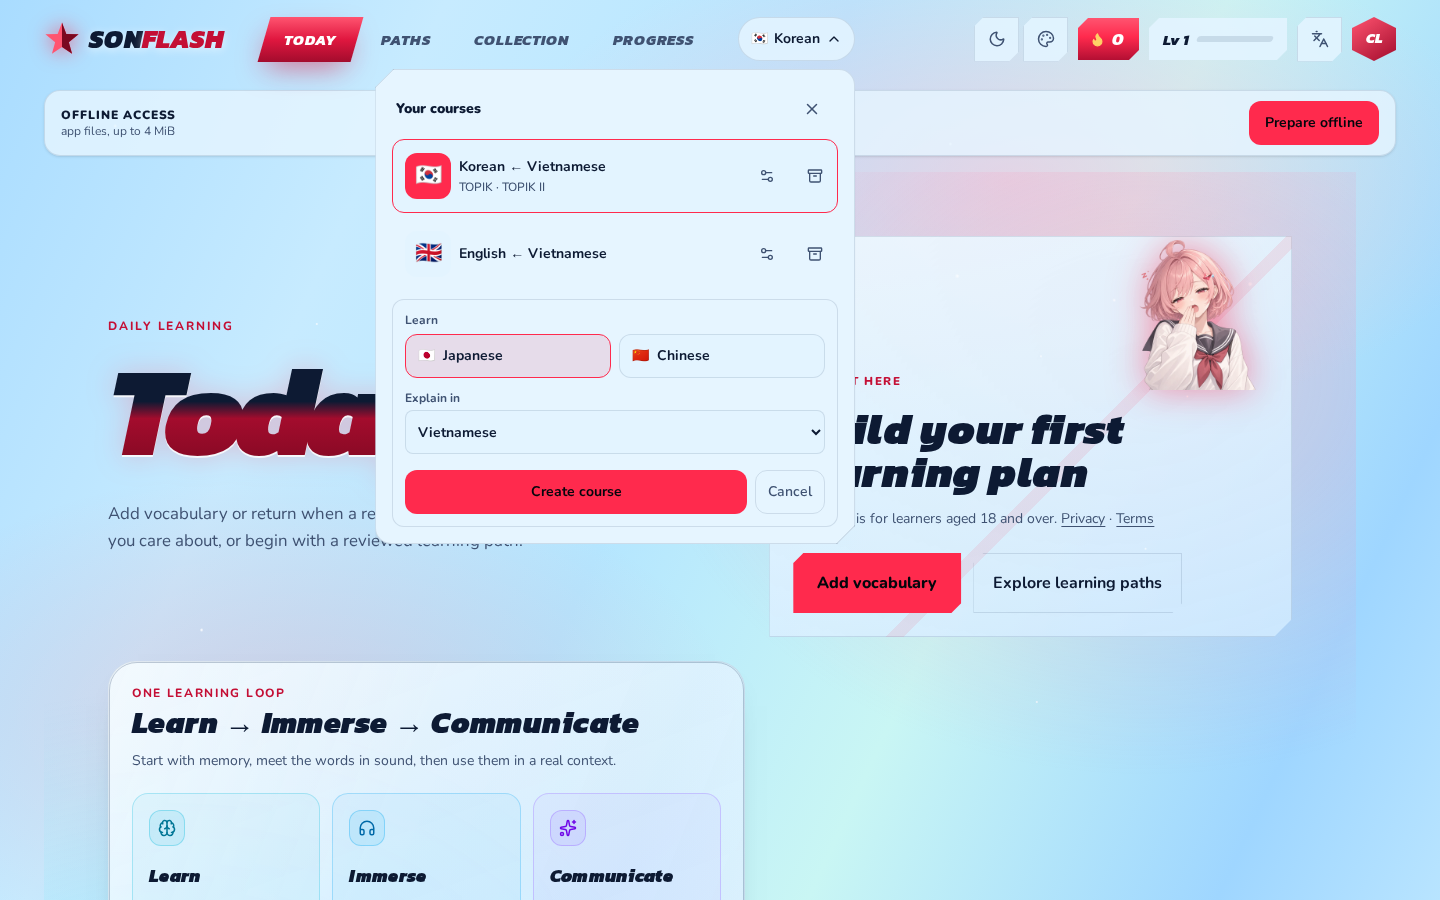 SONFLASH
TODAY
PATHS
COLLECTION
PROGRESS
Korean
0
Lv 1
CL
OFFLINE ACCESS
app files, up to 4 MiB
Prepare offline
Your courses
Korean ← Vietnamese
TOPIK · TOPIK II
English ← Vietnamese
Learn
Japanese
Chinese
Explain in
Vietnamese
Create course
Cancel
DAILY LEARNING
Add vocabulary or return when a re
you care about, or begin with a reviewed learning path.
HERE
your first
plan
is for learners aged 18 and over. Privacy · Terms
Add vocabulary
Explore learning paths
ONE LEARNING LOOP
Learn → Immerse → Communicate
Start with memory, meet the words in sound, then use them in a real context.
Learn
Immerse
Communicate